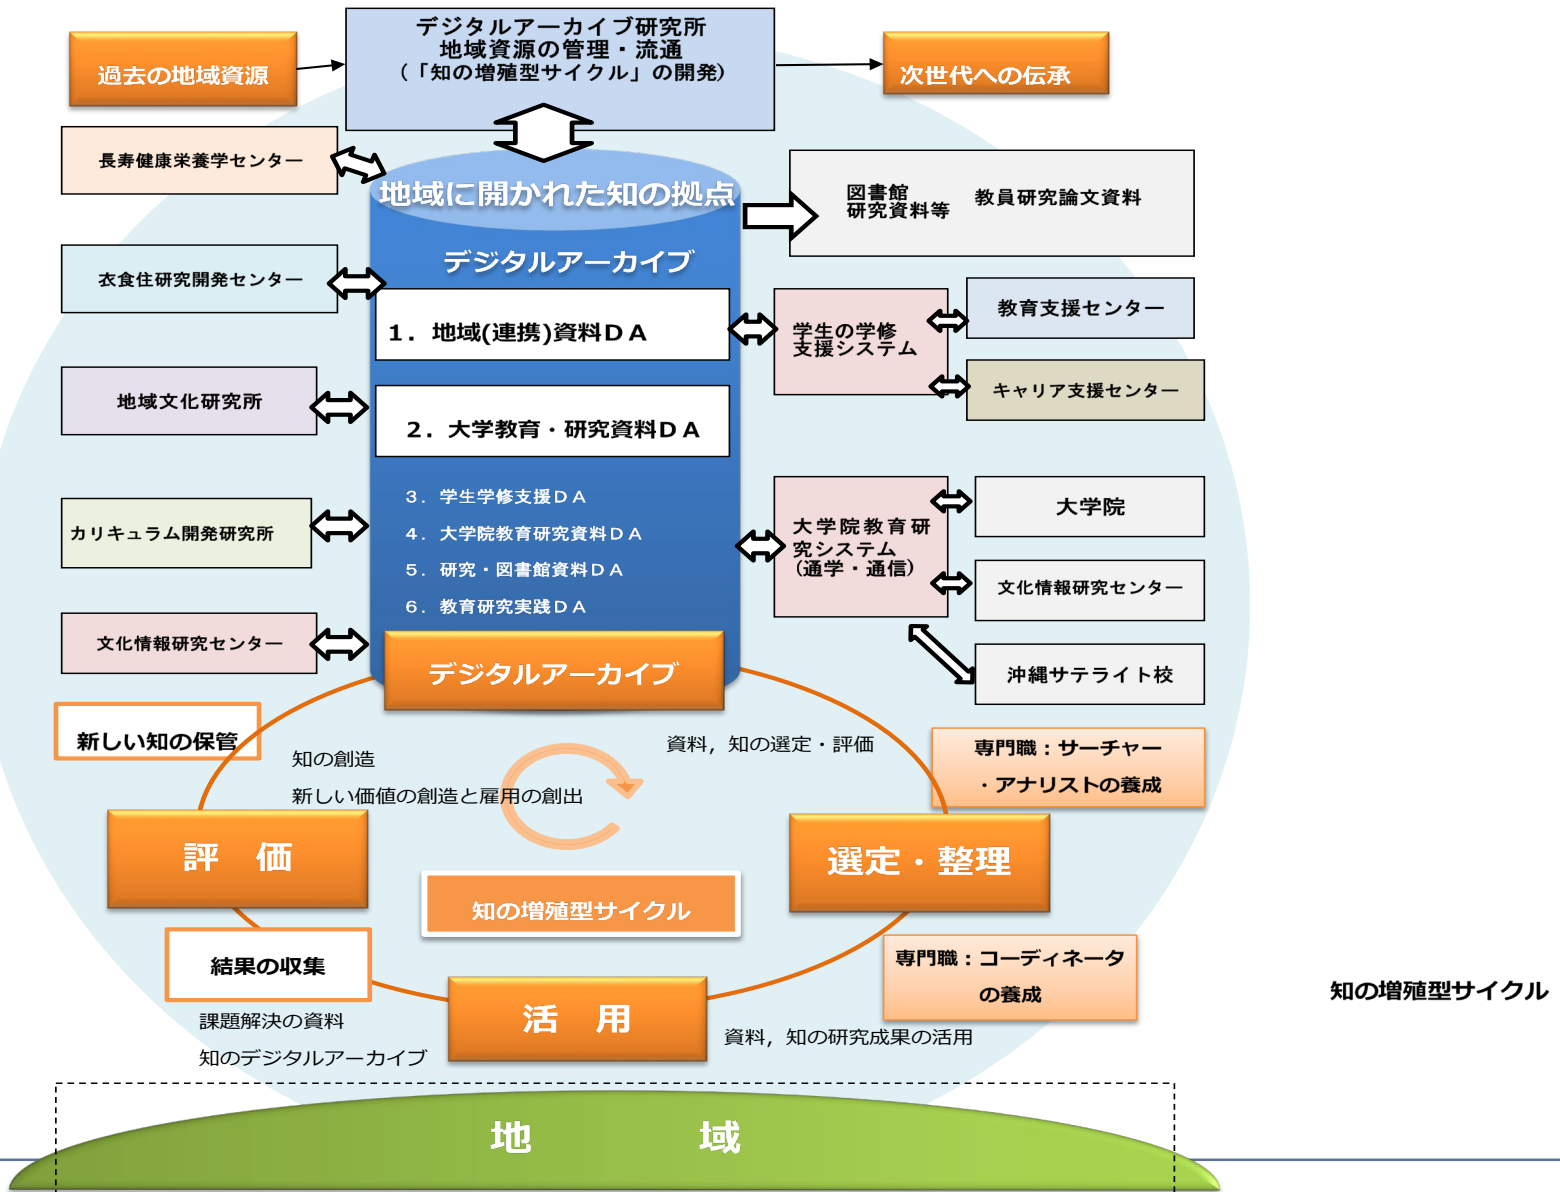 デジタルアーカイブ研究所
地域資源の管理・流通
（「知の増殖型サイクル」の開発）
過去の地域資源
次世代への伝承
長寿健康栄養学センター
衣食住研究開発センター
地域文化研究所
カリキュラム開発研究所
文化情報研究センター
地域に開かれた知の拠点
デジタルアーカイブ
1．地域(連携)資料ＤＡ
2．大学教育・研究資料ＤＡ
3．学生学修支援ＤＡ
4．大学院教育研究資料ＤＡ
5．研究・図書館資料ＤＡ
6．教育研究実践ＤＡ
デジタルアーカイブ
図書館
研究資料等　教員研究論文資料
学生の学修
支援システム
教育支援センター
キャリア支援センター
大学院教育研
究システム
（通学・通信）
大学院
文化情報研究センター
沖縄サテライト校
新しい知の保管
知の創造
新しい価値の創造と雇用の創出
資料，知の選定・評価
専門職：サーチャー
・アナリストの養成
評　価
選定・整理
知の増殖型サイクル
結果の収集
専門職：コーディネータ
の養成
活　用
課題解決の資料
知のデジタルアーカイブ
資料，知の研究成果の活用
知の増殖型サイクル
地　　　域